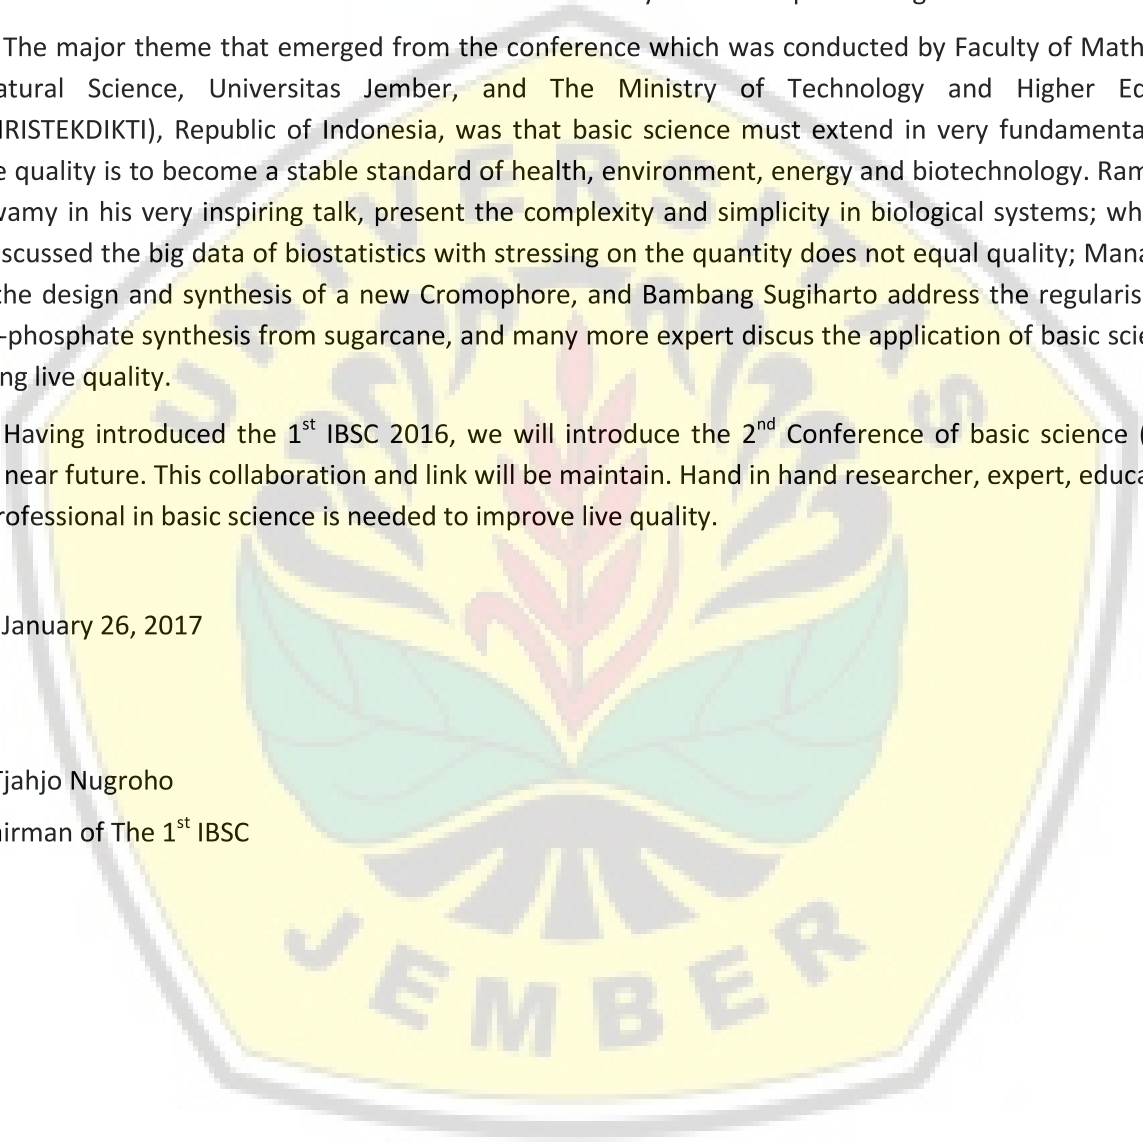 The major theme that emerged from the conference which was conducted by Faculty of Math
atural Science, Universitas Jember, and The Ministry of Technology and Higher Ed
IRISTEKDIKTI), Republic of Indonesia, was that basic science must extend in very fundamenta
e quality is to become a stable standard of health, environment, energy and biotechnology. Ram
wamy in his very inspiring talk, present the complexity and simplicity in biological systems; wh
scussed the big data of biostatistics with stressing on the quantity does not equal quality; Mana
the design and synthesis of a new Cromophore, and Bambang Sugiharto address the regularis
-phosphate synthesis from sugarcane, and many more expert discus the application of basic scie
ng live quality.
Having introduced the 1st IBSC 2016, we will introduce the 2nd Conference of basic science (
near future. This collaboration and link will be maintain. Hand in hand researcher, expert, educa
rofessional in basic science is needed to improve live quality.
January 26, 2017
Tjahjo Nugroho
airman of The 1st IBSC
UNIVERSITAS
JEMBER